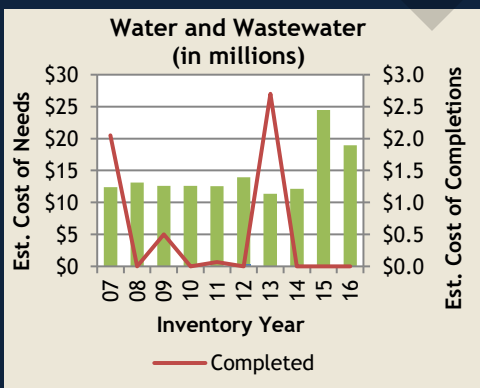 Water and Wastewater
(in millions)
Est. Cost of Needs
$30
$25
$20
$15
$10
$5
$0
$3.0
$2.5
$2.0
$1.5
$1.0
$0.5
$0.0
Est. Cost of Completions
07 08 09 10 11 12 13 14 15 16
Inventory Year
Completed